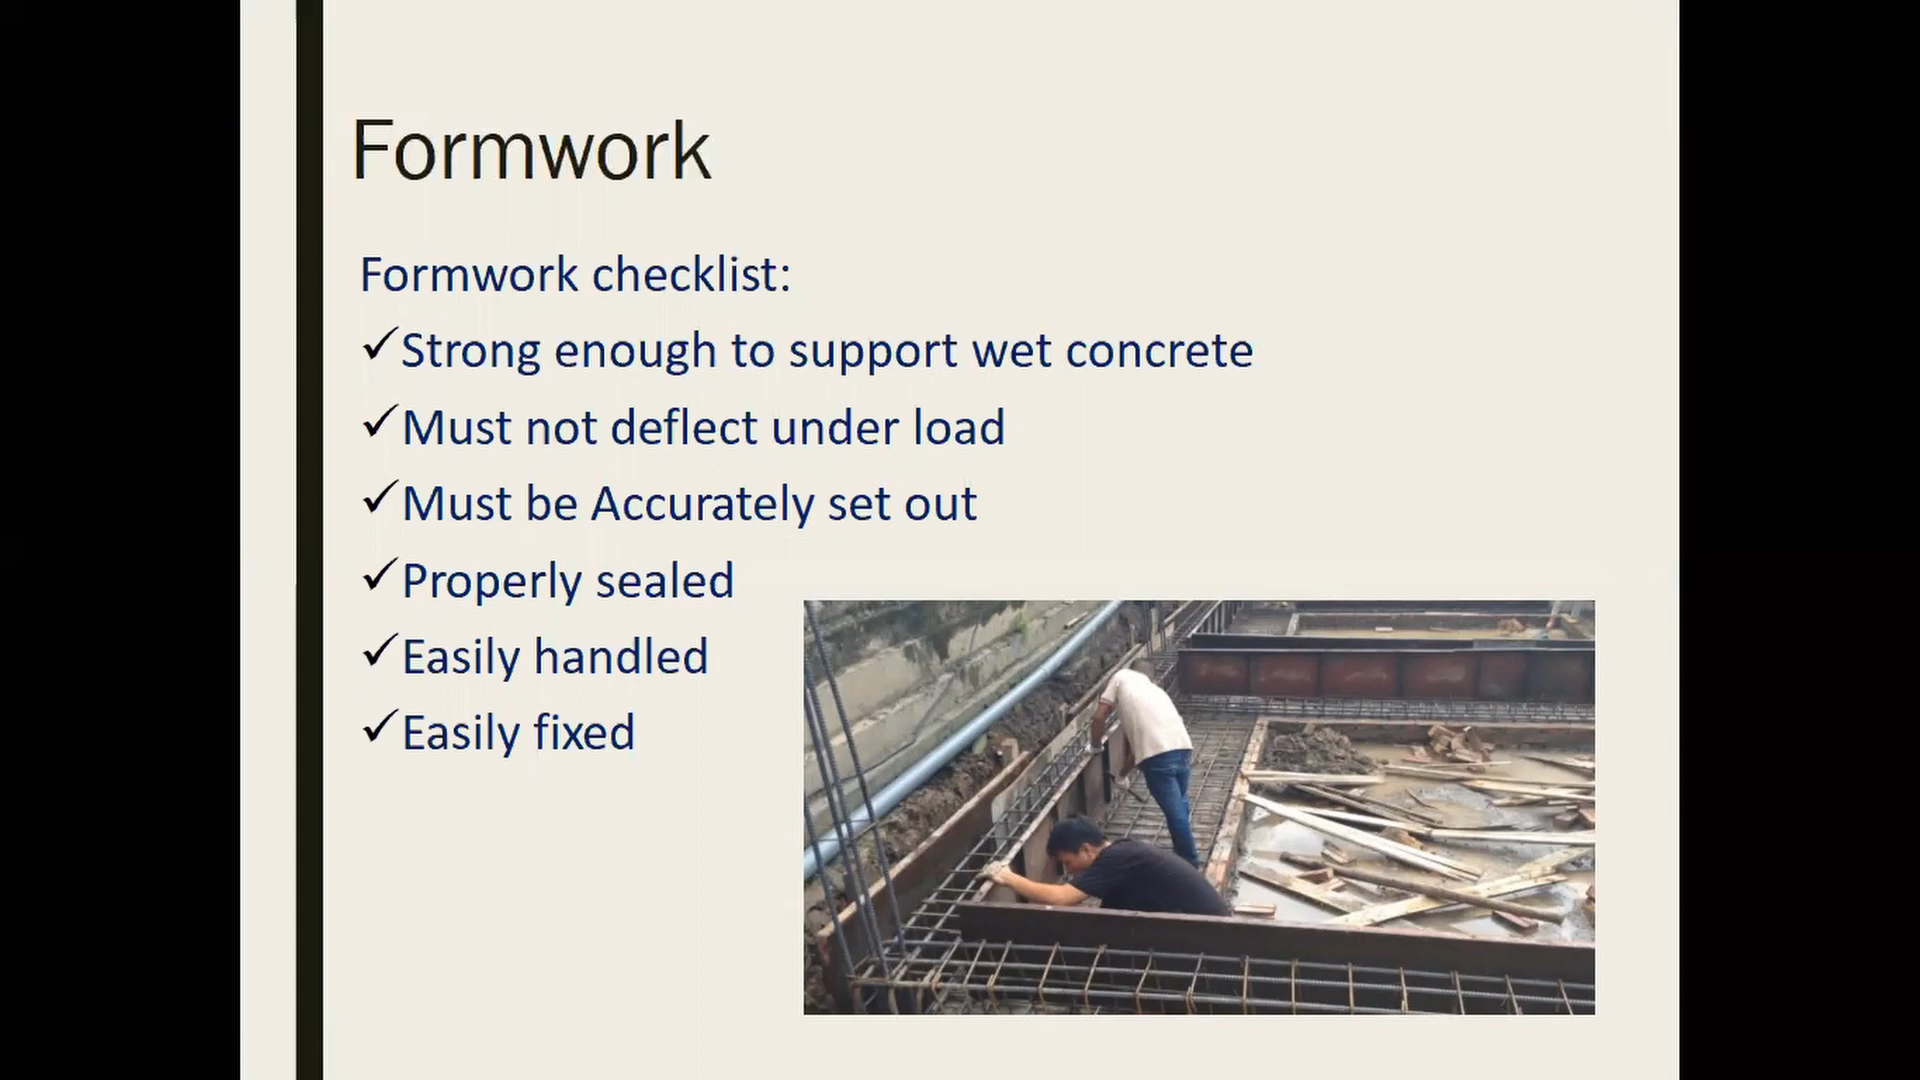 Formwork
Formwork checklist:
✓Strong enough to support wet concrete
✓Must not deflect under load
✓Must be Accurately set out
✓Properly sealed
✓Easily handled
✓Easily fixed